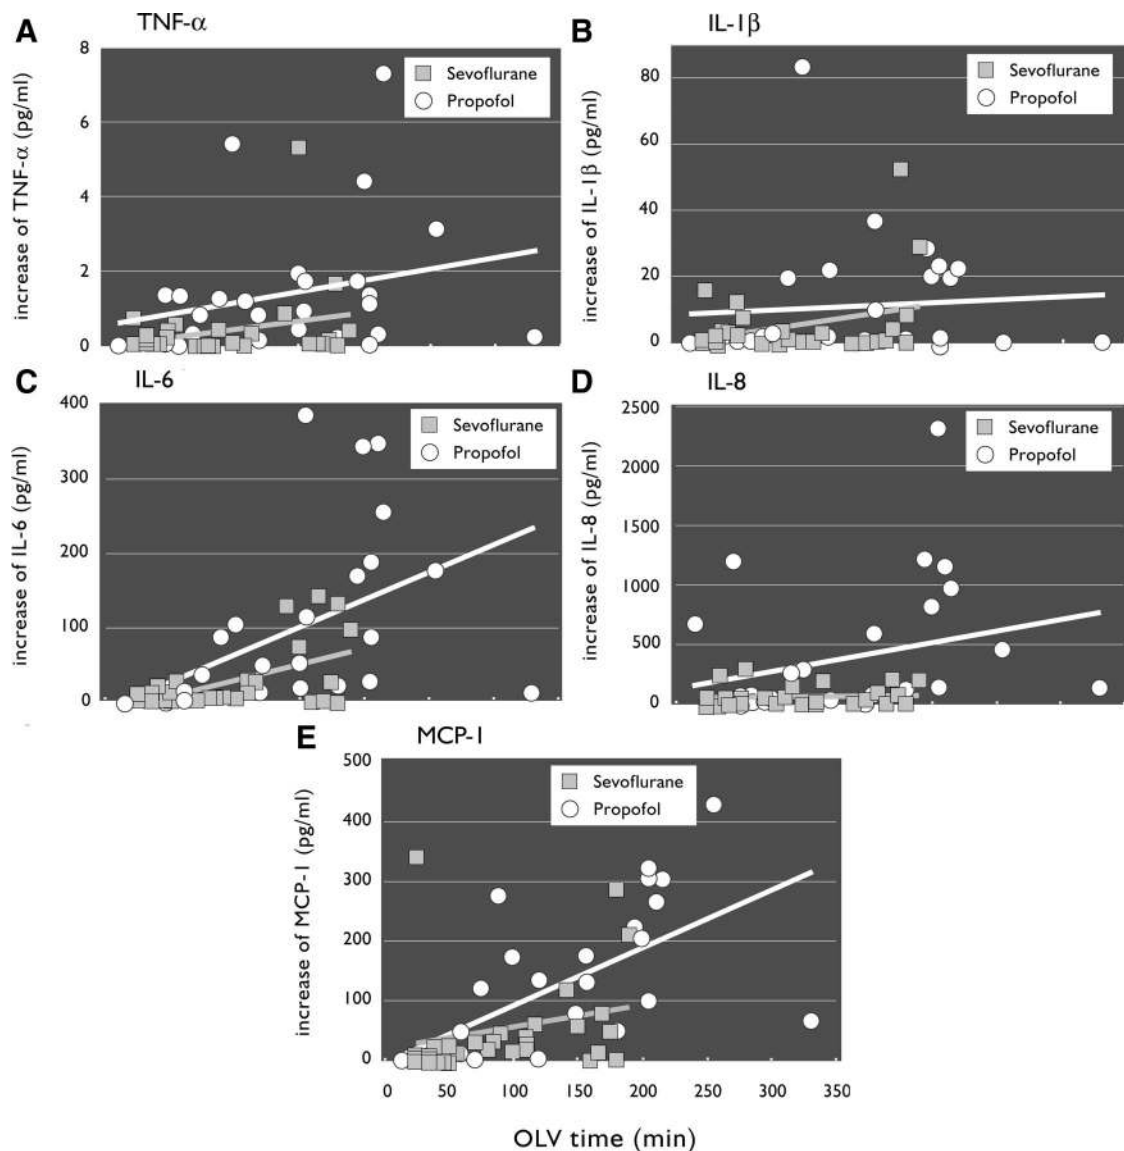 A TNF-α
increase of TNF-α (pg/ml)
8
6
4
2
0
Sevoflurane
Propofol
B IL-1β
increase of IL-1β (pg/ml)
80
60
40
20
0
Sevoflurane
Propofol
C IL-6
increase of IL-6 (pg/ml)
400
300
200
100
0
Sevoflurane
Propofol
D IL-8
increase of IL-8 (pg/ml)
2500
2000
1500
1000
500
0
Sevoflurane
Propofol
E MCP-1
increase of MCP-1 (pg/ml)
500
400
300
200
100
0
Sevoflurane
Propofol
0 50 100 150 200 250 300 350
OLV time (min)